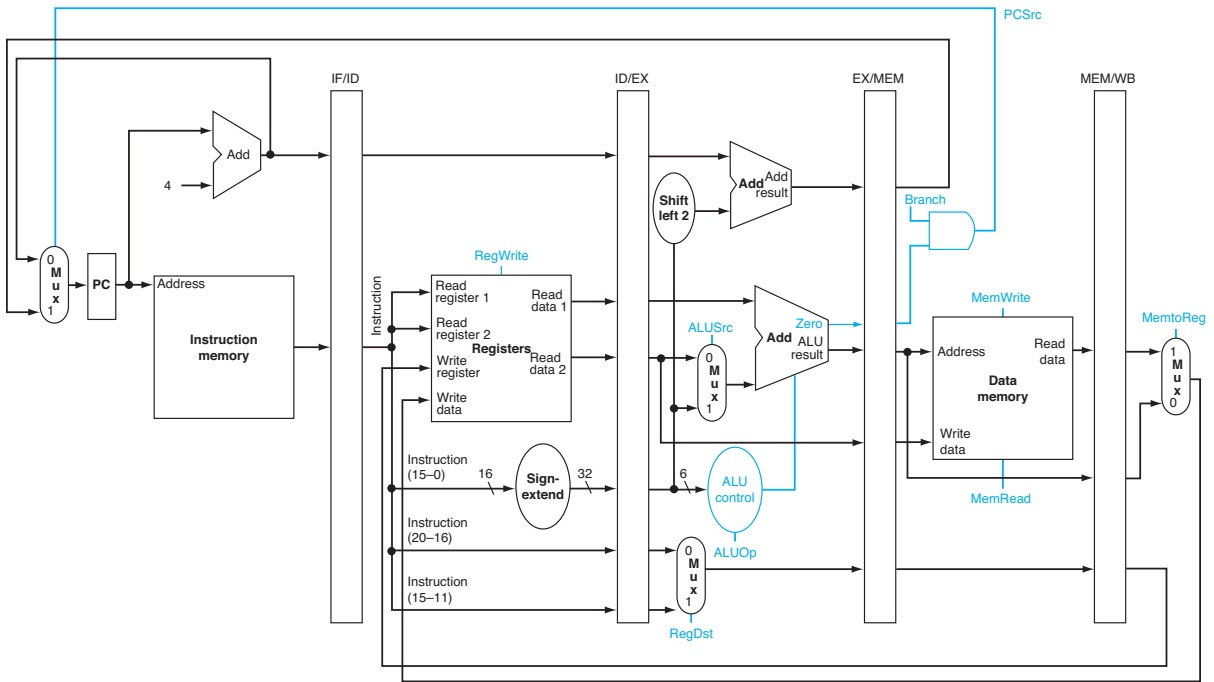 PCSrc
IF/ID
ID/EX
EX/MEM
MEM/WB
Add
4
Shift
left 2
Add
Add
result
Branch
0
M
u
x
1
PC
Address
Instruction
memory
Instruction
RegWrite
Read
register 1
Read
register 2
Registers
Write
register
Write
data
Read
data 1
Read
data 2
ALUSrc
0
M
u
x
1
Zero
Add
ALU
result
MemWrite
Address
Read
data
Data
memory
Write
data
MemRead
MemtoReg
1
M
u
x
0
Instruction
(15–0)
16
Sign-
extend
32
6
ALU
control
ALUOp
Instruction
(20–16)
Instruction
(15–11)
0
M
u
x
1
RegDst